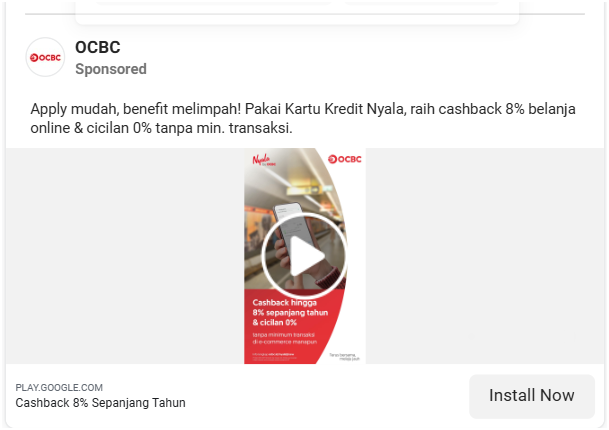 OCBC
OCBC
Sponsored
Apply mudah, benefit melimpah! Pakai Kartu Kredit Nyala, raih cashback 8% belanja
online & cicilan 0% tanpa min. transaksi.
Nyala
OCBC
Cashback hingga
8% sepanjang tahun
& cicilan 0%
tanpa minimum transaksi
di e-commerce manapun
PLAY.GOOGLE.COM
Cashback 8% Sepanjang Tahun
Install Now